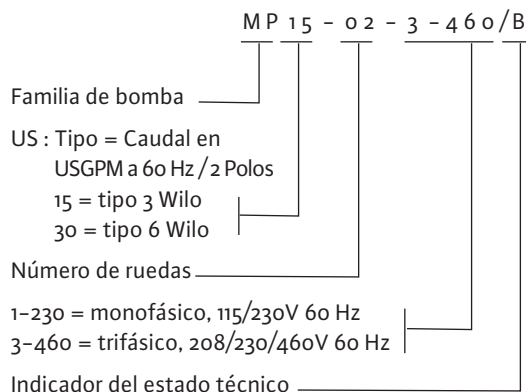 MP15-02-3-460/B
Familia de bomba
US : Tipo = Caudal en
USGPM a 60 Hz /2 Polos
15 = tipo 3 Wilo
30 = tipo 6 Wilo
Número de ruedas
1-230 = monofásico, 115/230V 60 Hz
3-460 = trifásico, 208/230/460V 60 Hz
Indicador del estado técnico